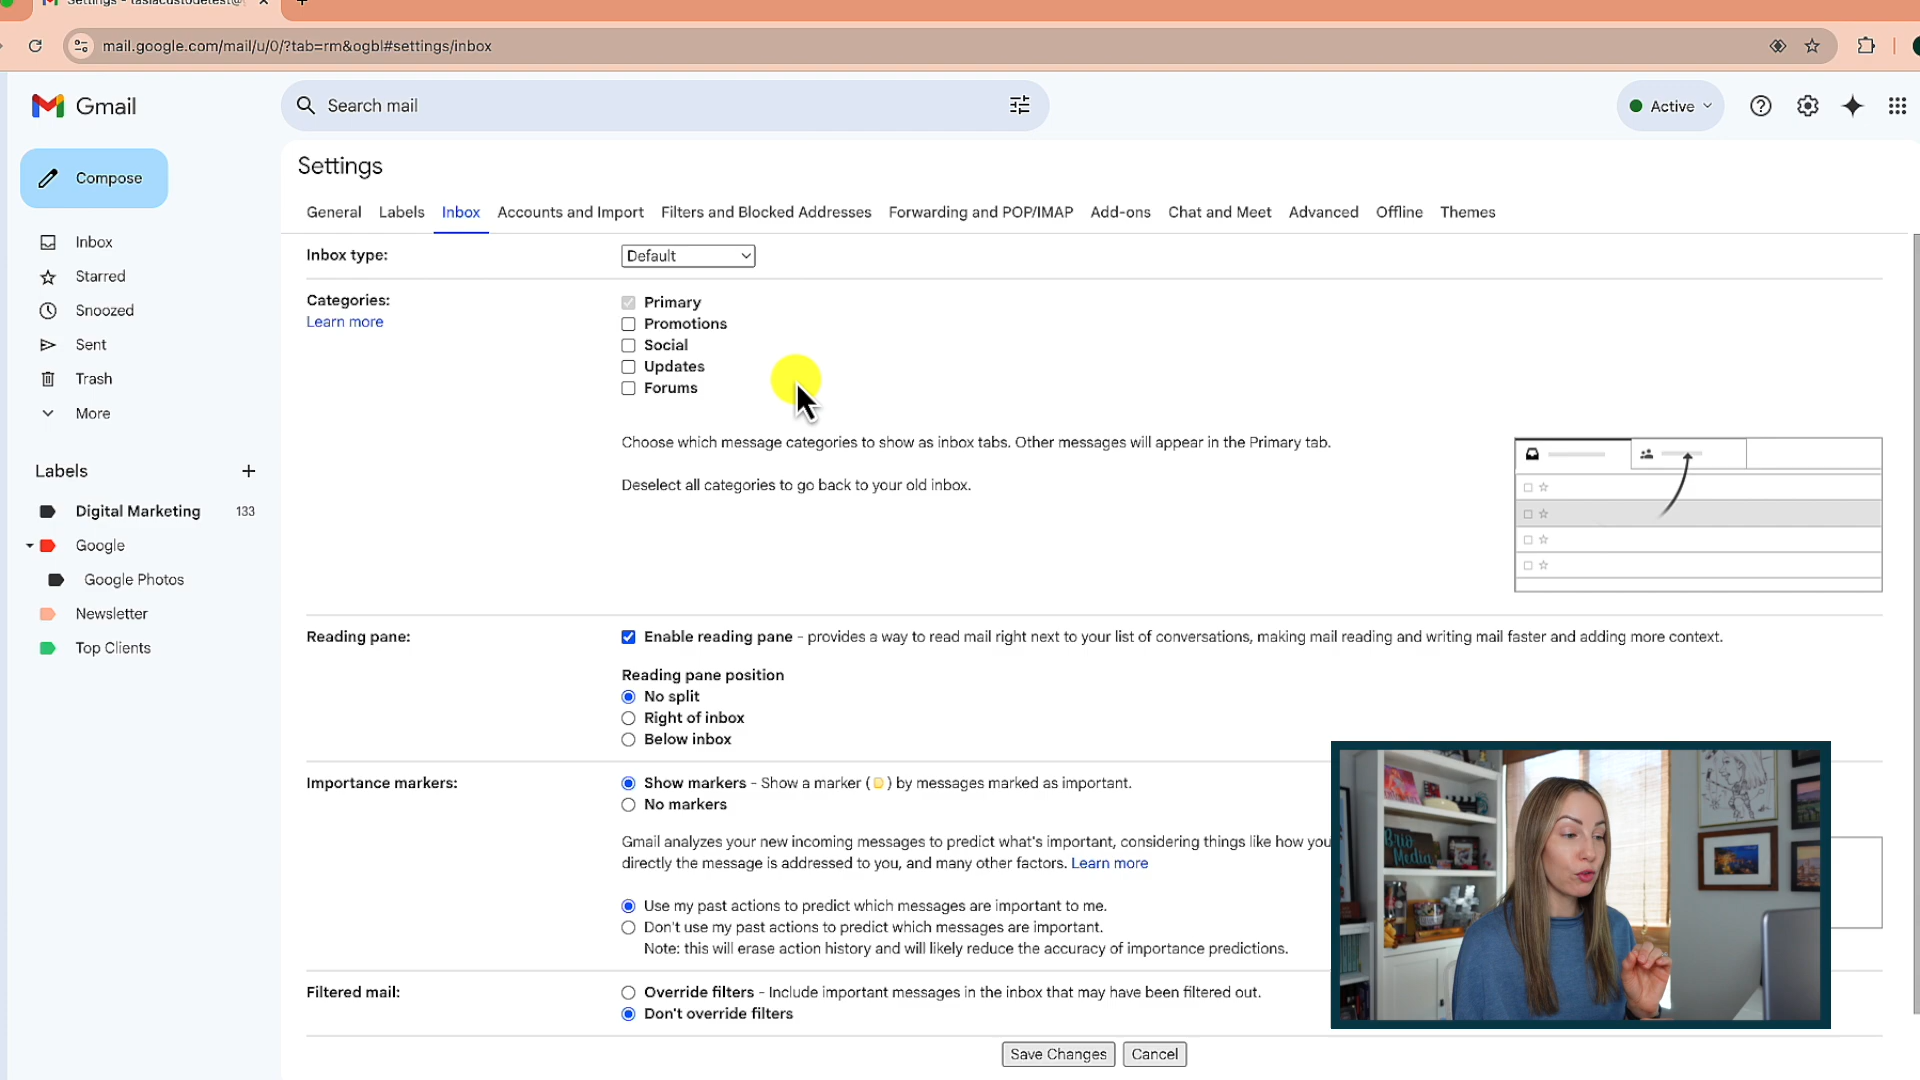 Settings - taslacustodetest@
mail.google.com/mail/u/0/?tab=rm&ogbl#settings/inbox
Gmail
Search mail
Active
Compose
Inbox
Starred
Snoozed
Sent
Trash
More
Labels
Digital Marketing 133
Google
Google Photos
Newsletter
Top Clients
Settings
General Labels Inbox Accounts and Import Filters and Blocked Addresses Forwarding and POP/IMAP Add-ons Chat and Meet Advanced Offline Themes
Inbox type: Default
Categories:
Learn more
Primary
Promotions
Social
Updates
Forums
Choose which message categories to show as inbox tabs. Other messages will appear in the Primary tab.
Deselect all categories to go back to your old inbox.
Reading pane: Enable reading pane - provides a way to read mail right next to your list of conversations, making mail reading and writing mail faster and adding more context.
Reading pane position
No split
Right of inbox
Below inbox
Importance markers: Show markers - Show a marker ( ) by messages marked as important.
No markers
Gmail analyzes your new incoming messages to predict what's important, considering things like how you
directly the message is addressed to you, and many other factors. Learn more
Use my past actions to predict which messages are important to me.
Don't use my past actions to predict which messages are important.
Note: this will erase action history and will likely reduce the accuracy of importance predictions.
Filtered mail: Override filters - Include important messages in the inbox that may have been filtered out.
Don't override filters
Save Changes Cancel
Brio
Media